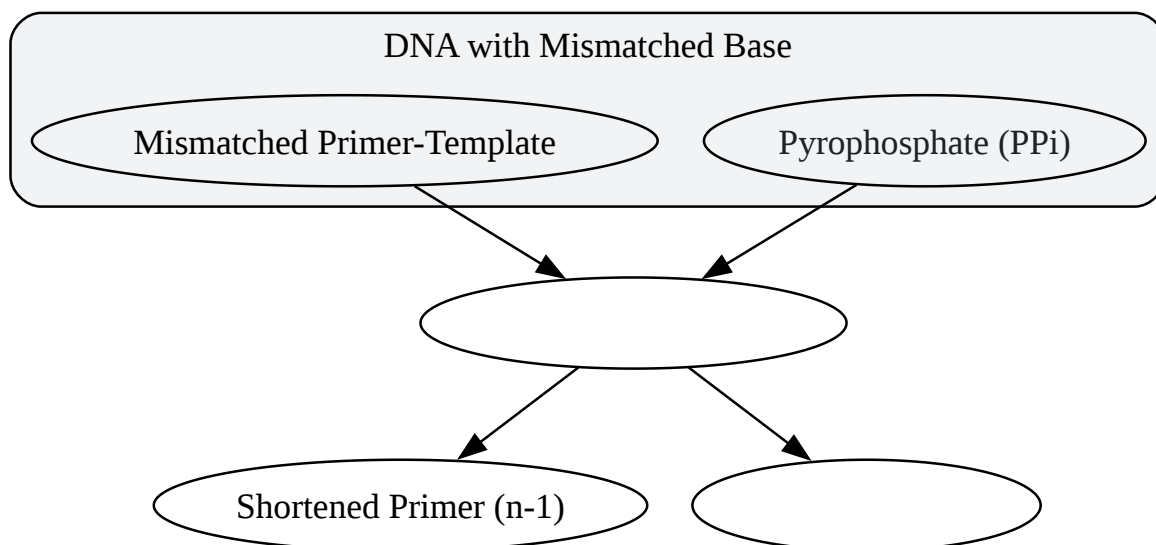 DNA with Mismatched Base
Mismatched Primer-Template
Pyrophosphate (PPi)
Shortened Primer (n-1)